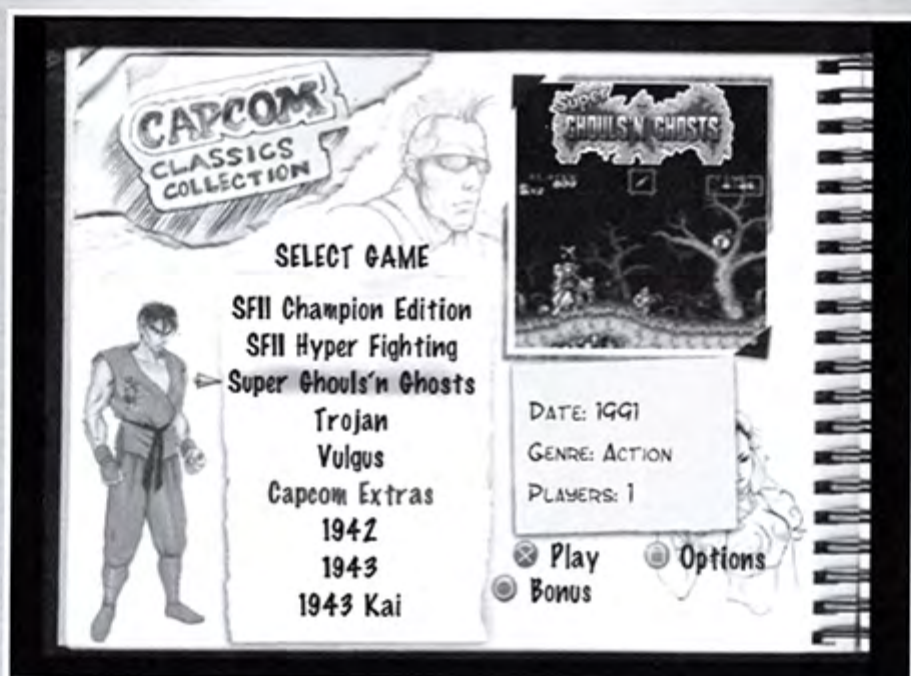 CAPCOM
CLASSICS
COLLECTION
SELECT GAME
SFII Champion Edition
SFII Hyper Fighting
Super Ghouls'n Ghosts
Trojan
Vulgus
Capcom Extras
1942
1943
1943 Kai
Super
GHOULS'N GHOSTS
DATE: 1991
GENRE: ACTION
PLAYERS: 1
Play
Options
Bonus